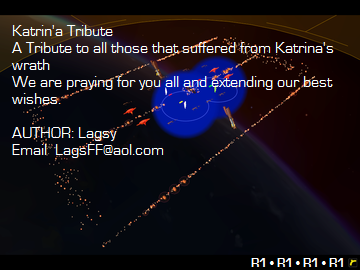 Katrin'a Tribute
A Tribute to all those that suffered from Katrina's
wrath
We are praying for you all and extending our best
wishes.
AUTHOR: Lagsy
Email LagsFF@aol.com
R1 • R1 • R1 • R1 r